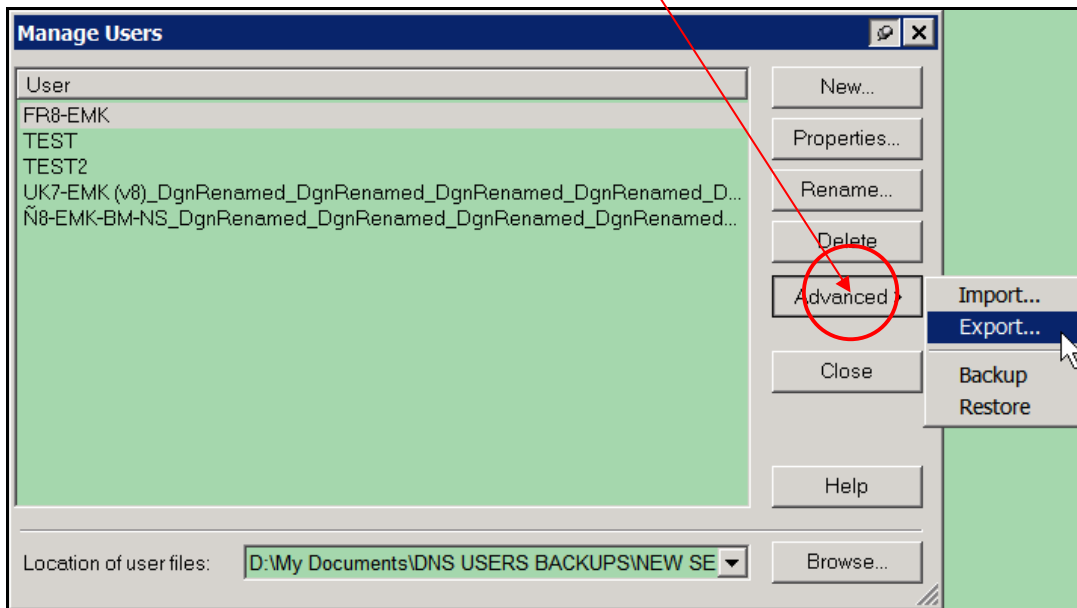 Manage Users
User
FR8-EMK
TEST
TEST2
UK7-EMK (v8)_DgnRenamed_DgnRenamed_DgnRenamed_DgnRenamed_D...
Ñ8-EMK-BM-NS_DgnRenamed_DgnRenamed_DgnRenamed_DgnRenamed...
New...
Properties...
Rename...
Delete
Advanced
Import...
Export...
Backup
Restore
Close
Help
Location of user files:
D:\My Documents\DNS USERS BACKUPS\NEW SE
Browse...